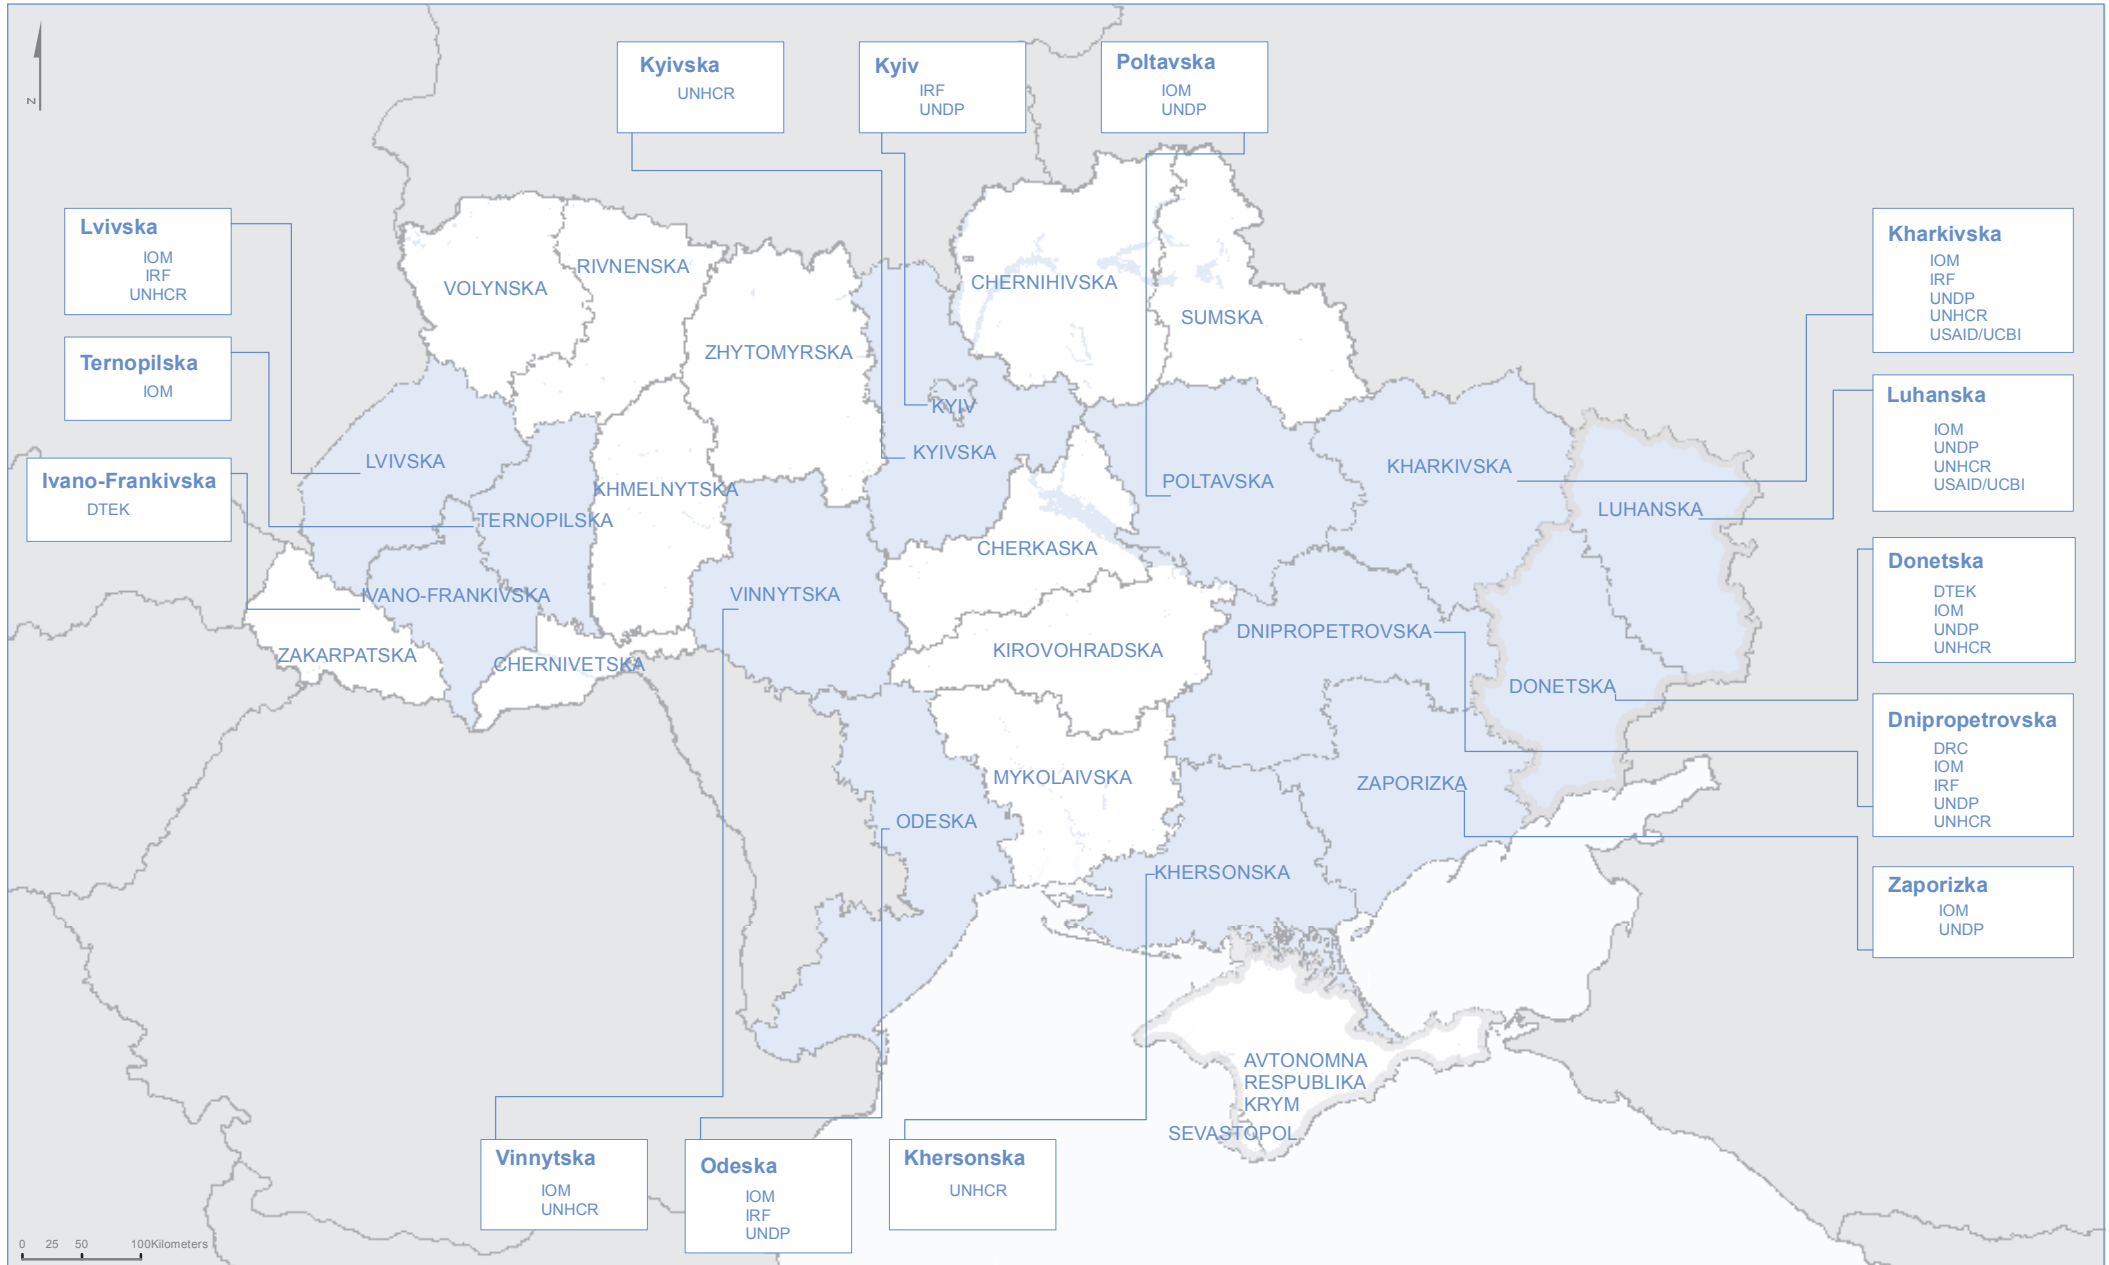 N
Kyivska
UNHCR
Kyiv
IRF
UNDP
Poltavska
IOM
UNDP
Lvivska
IOM
IRF
UNHCR
Ternopilska
IOM
Ivano-Frankivska
DTEK
Kharkivska
IOM
IRF
UNDP
UNHCR
USAID/UCBI
Luhanska
IOM
UNDP
UNHCR
USAID/UCBI
Donetska
DTEK
IOM
UNDP
UNHCR
Dnipropetrovska
DRC
IOM
IRF
UNDP
UNHCR
Zaporizka
IOM
UNDP
VOLYNSKA
RIVNENSKA
ZHYTOMYRSKA
CHERNIHIVSKA
SUMSKA
KYIV
KYIVSKA
LVIVSKA
TERNOPILSKA
KHMELNYTSKA
POLTAVSKA
KHARKIVSKA
LUHANSKA
CHERKASKA
IVANO-FRANKIVSKA
VINNYTSKA
ZAKARPATSKA
CHERNIVETSKA
KIROVOHRADSKA
DNIPROPETROVSKA
DONETSKA
MYKOLAIVSKA
ZAPORIZKA
ODESKA
KHERSONSKA
AVTONOMNA
RESPUBLIKA
KRYM
SEVASTOPOL
Vinnytska
IOM
UNHCR
Odeska
IOM
IRF
UNDP
Khersonska
UNHCR
0 25 50 100Kilometers